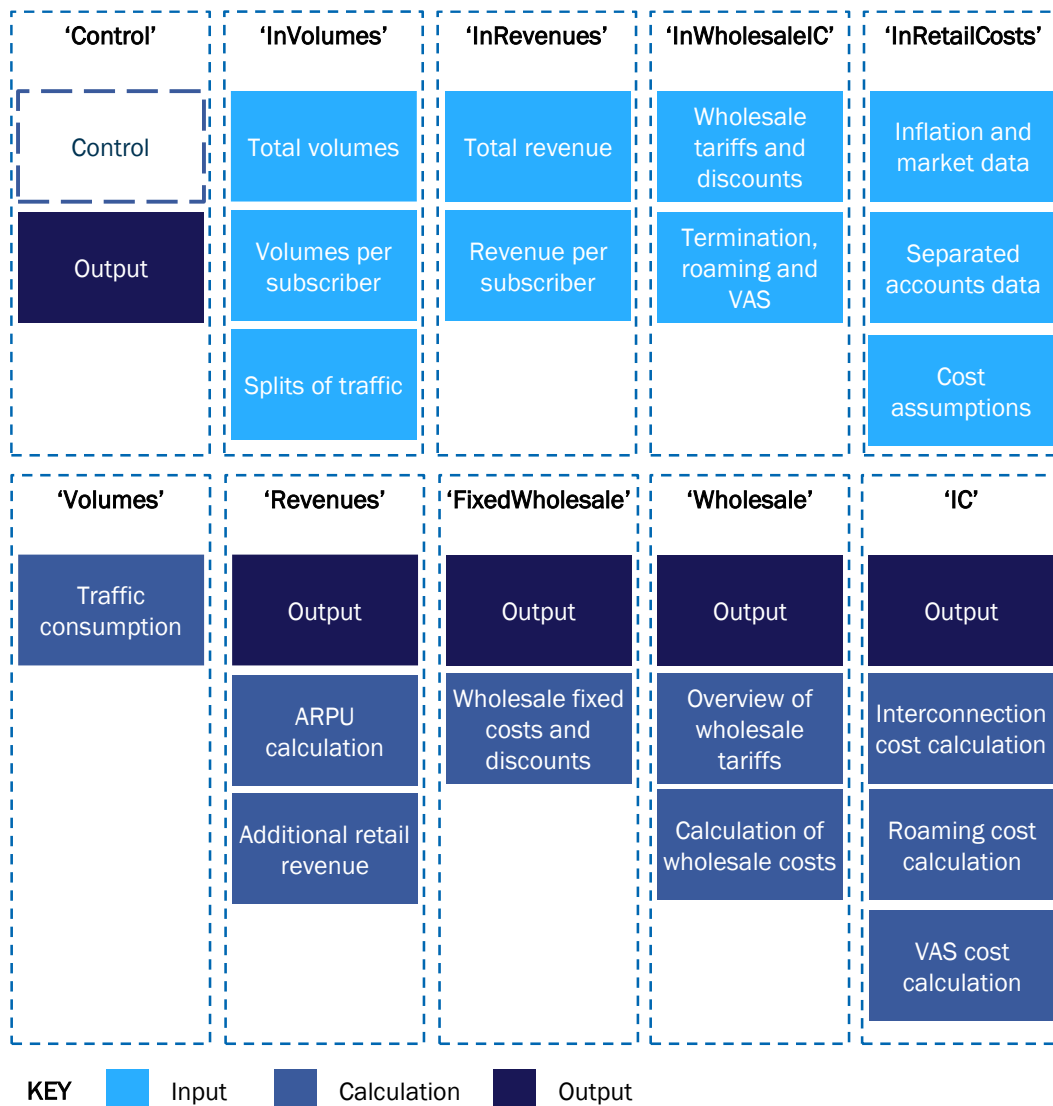 ‘Control’
Control
Output
‘InVolumes’
Total volumes
Volumes per
subscriber
Splits of traffic
‘InRevenues’
Total revenue
Revenue per
subscriber
‘InWholesaleIC’
Wholesale
tariffs and
discounts
Termination,
roaming and
VAS
‘InRetailCosts’
Inflation and
market data
Separated
accounts data
Cost
assumptions
‘Volumes’
Traffic
consumption
‘Revenues’
Output
ARPU
calculation
Additional retail
revenue
‘FixedWholesale’
Output
Wholesale fixed
costs and
discounts
‘Wholesale’
Output
Overview of
wholesale
tariffs
Calculation of
wholesale costs
‘IC’
Output
Interconnection
cost calculation
Roaming cost
calculation
VAS cost
calculation
KEY Input Calculation Output